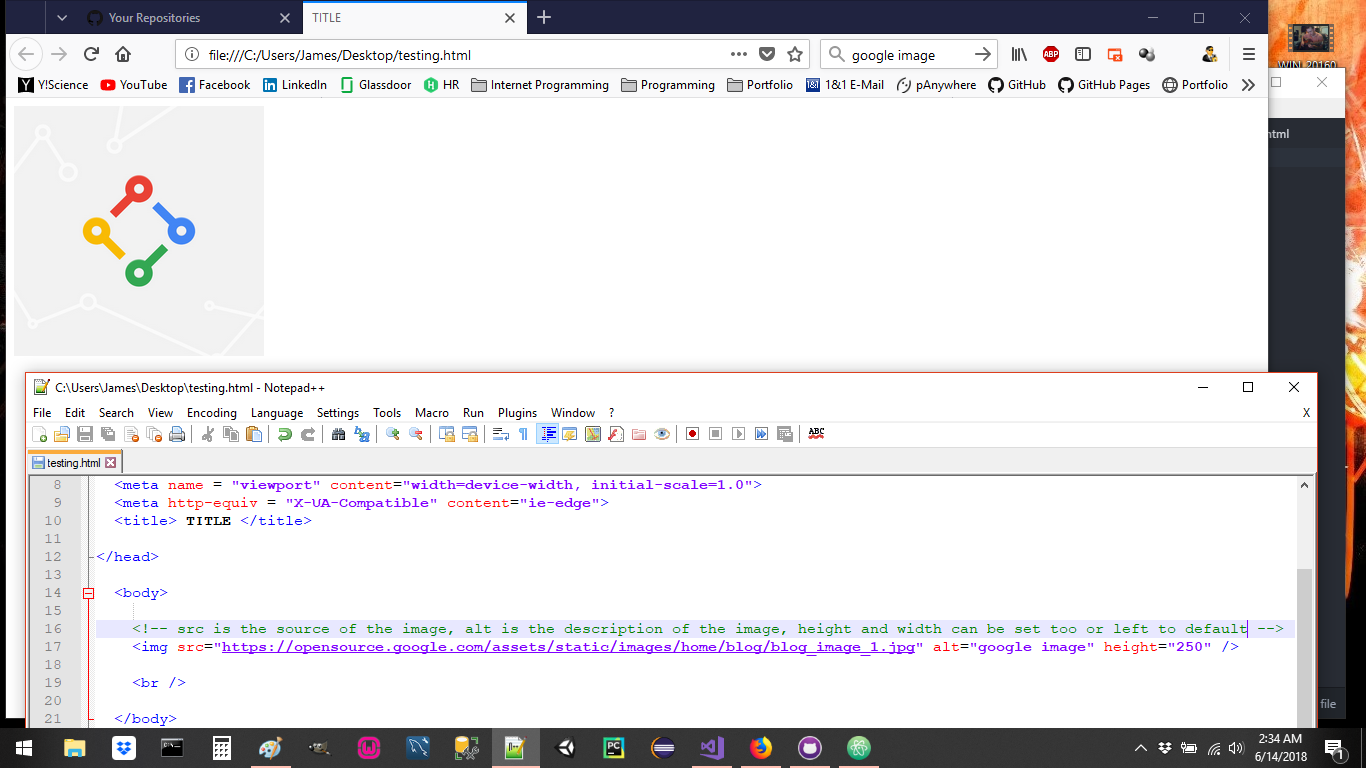 Your Repositories
TITLE
WIN_20160
file:///C:/Users/James/Desktop/testing.html
google image
ABP
Y!Science YouTube Facebook LinkedIn Glassdoor HR Internet Programming Programming Portfolio 1&1 E-Mail pAnywhere GitHub GitHub Pages Portfolio
html
C:\Users\James\Desktop\testing.html - Notepad++
File Edit Search View Encoding Language Settings Tools Macro Run Plugins Window ? X
ABC
testing.html
8 <meta name = "viewport" content="width=device-width, initial-scale=1.0">
9 <meta http-equiv = "X-UA-Compatible" content="ie-edge">
10 <title> TITLE </title>
11
12 </head>
13
14 <body>
15
16 <!-- src is the source of the image, alt is the description of the image, height and width can be set too or left to default -->
17 <img src="https://opensource.google.com/assets/static/images/home/blog/blog_image_1.jpg" alt="google image" height="250" />
18
19 <br />
20
21 </body>
file
PC
2:34 AM
6/14/2018
1